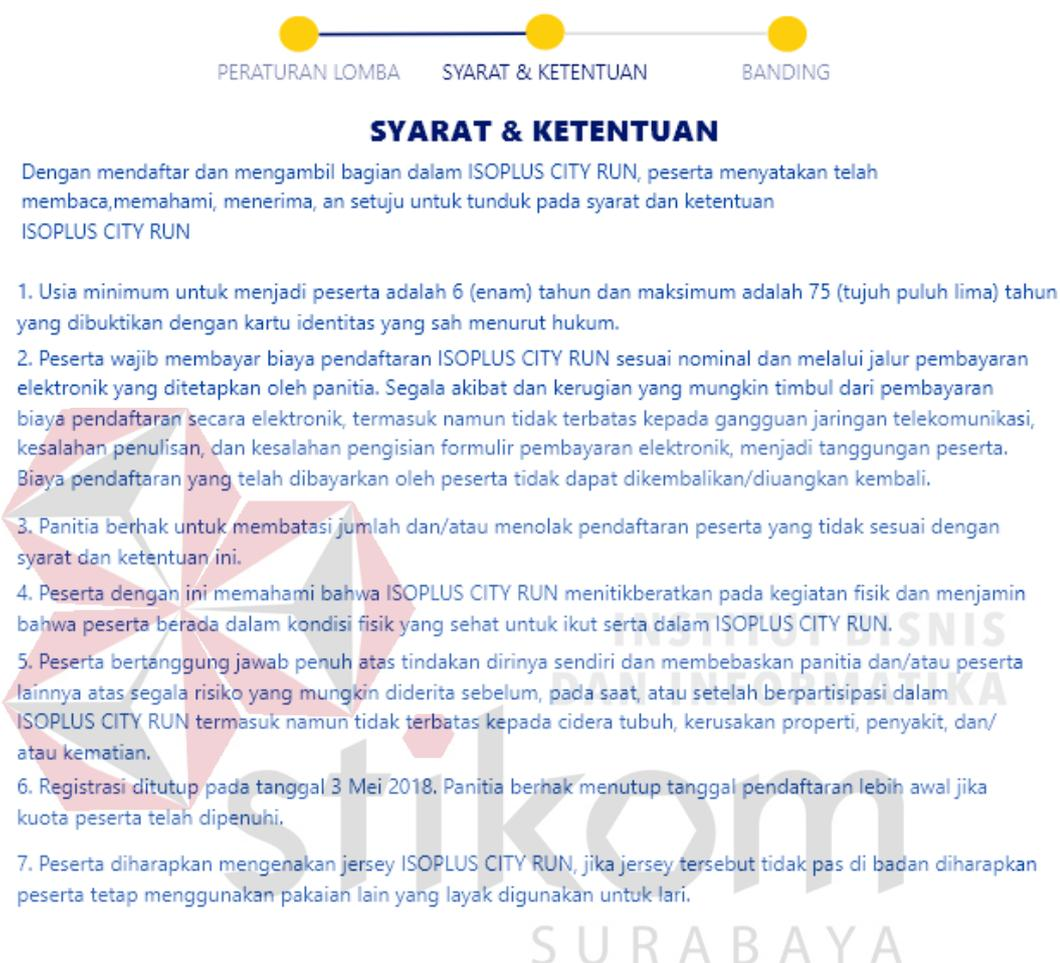 PERATURAN LOMBA SYARAT & KETENTUAN BANDING
SYARAT & KETENTUAN
Dengan mendaftar dan mengambil bagian dalam ISOPLUS CITY RUN, peserta menyatakan telah
membaca,memahami, menerima, an setuju untuk tunduk pada syarat dan ketentuan
ISOPLUS CITY RUN
1. Usia minimum untuk menjadi peserta adalah 6 (enam) tahun dan maksimum adalah 75 (tujuh puluh lima) tahun
yang dibuktikan dengan kartu identitas yang sah menurut hukum.
2. Peserta wajib membayar biaya pendaftaran ISOPLUS CITY RUN sesuai nominal dan melalui jalur pembayaran
elektronik yang ditetapkan oleh panitia. Segala akibat dan kerugian yang mungkin timbul dari pembayaran
biaya pendaftaran secara elektronik, termasuk namun tidak terbatas kepada gangguan jaringan telekomunikasi,
kesalahan penulisan, dan kesalahan pengisian formulir pembayaran elektronik, menjadi tanggungan peserta.
Biaya pendaftaran yang telah dibayarkan oleh peserta tidak dapat dikembalikan/diuangkan kembali.
3. Panitia berhak untuk membatasi jumlah dan/atau menolak pendaftaran peserta yang tidak sesuai dengan
syarat dan ketentuan ini.
4. Peserta dengan ini memahami bahwa ISOPLUS CITY RUN menitikberatkan pada kegiatan fisik dan menjamin
bahwa peserta berada dalam kondisi fisik yang sehat untuk ikut serta dalam ISOPLUS CITY RUN.
INSTITUT BISNIS
5. Peserta bertanggung jawab penuh atas tindakan dirinya sendiri dan membebaskan panitia dan/atau peserta
lainnya atas segala risiko yang mungkin diderita sebelum, pada saat, atau setelah berpartisipasi dalam
DAN INFORMATIKA
ISOPLUS CITY RUN termasuk namun tidak terbatas kepada cidera tubuh, kerusakan properti, penyakit, dan/
atau kematian.
6. Registrasi ditutup pada tanggal 3 Mei 2018. Panitia berhak menutup tanggal pendaftaran lebih awal jika
kuota peserta telah dipenuhi.
stikom
7. Peserta diharapkan mengenakan jersey ISOPLUS CITY RUN, jika jersey tersebut tidak pas di badan diharapkan
peserta tetap menggunakan pakaian lain yang layak digunakan untuk lari.
SURABAYA